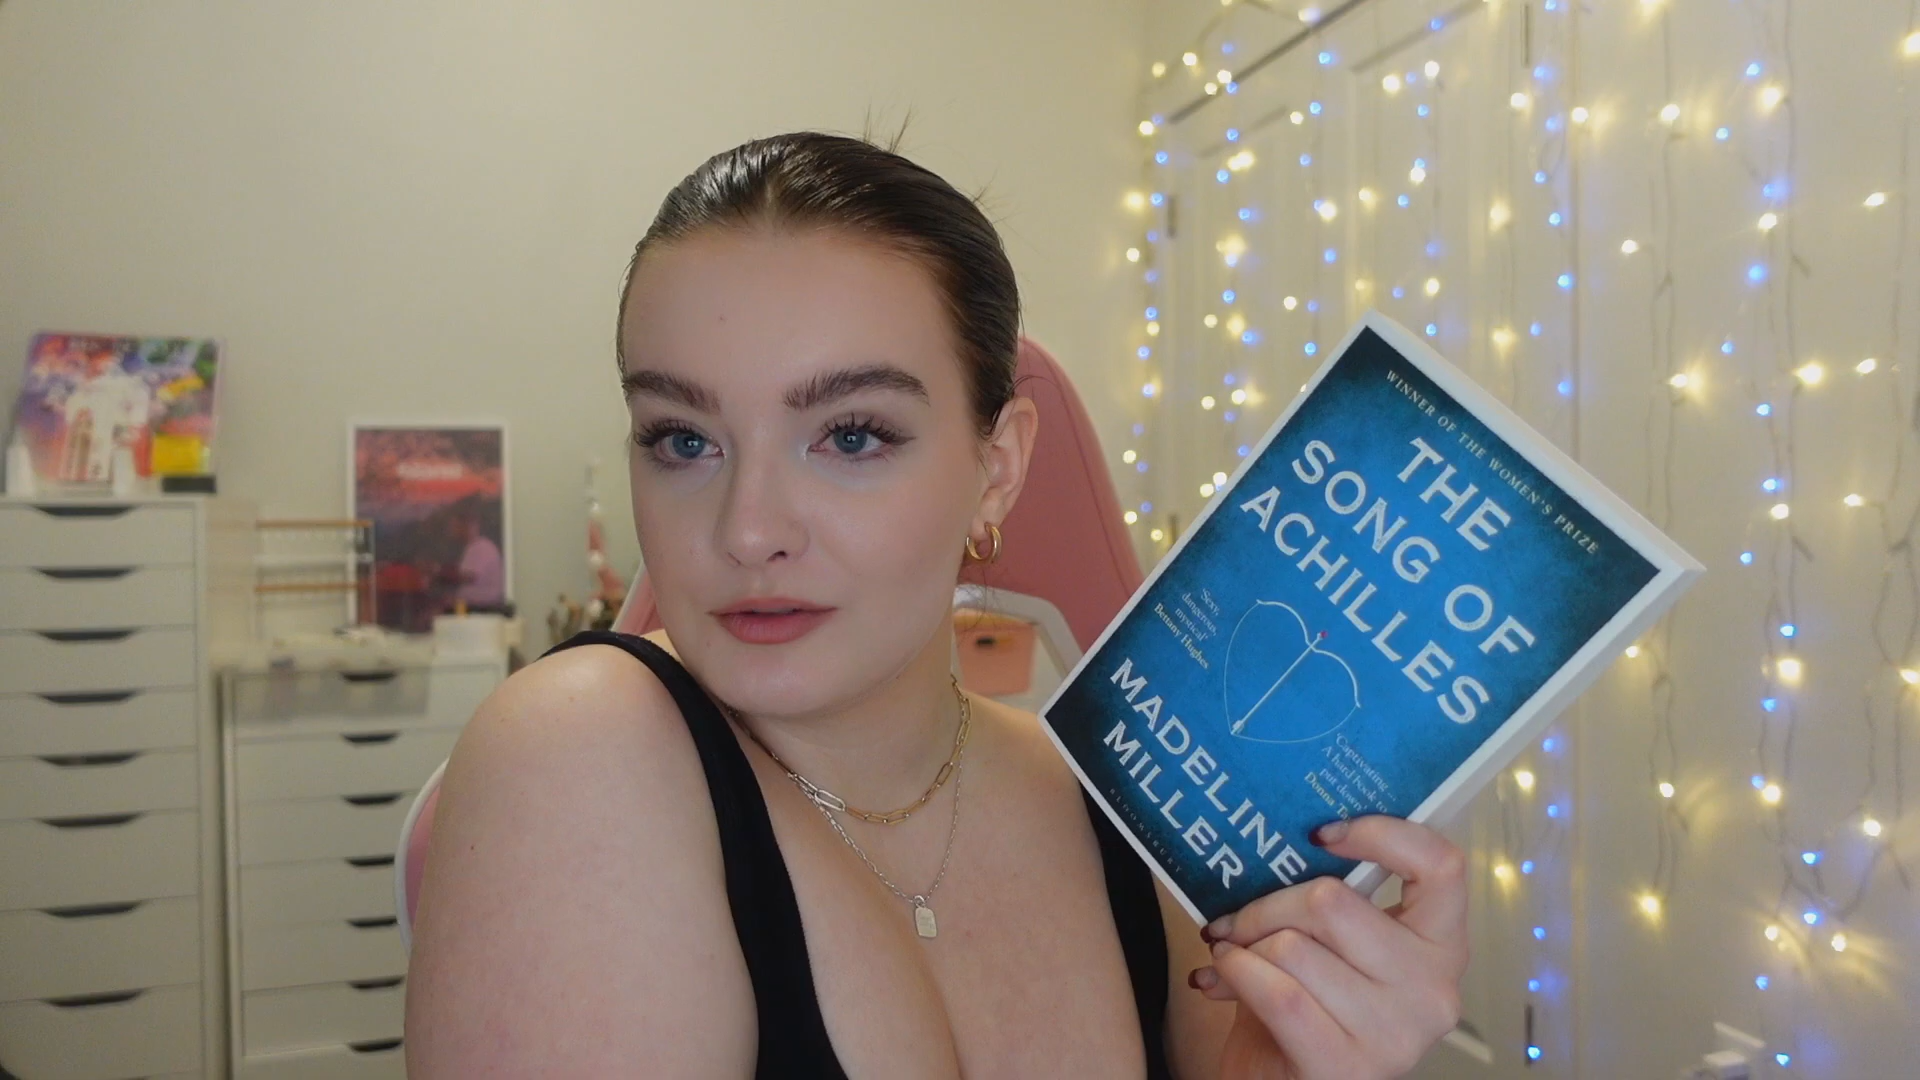 WINNER OF THE WOMEN'S PRIZE
THE
SONG OF
ACHILLES
'Sexy,
dangerous,
mystical'
Bettany Hughes
'Captivating...
A hard book to
put down'
Donna
MADELINE
MILLER
BLOOMSBURY